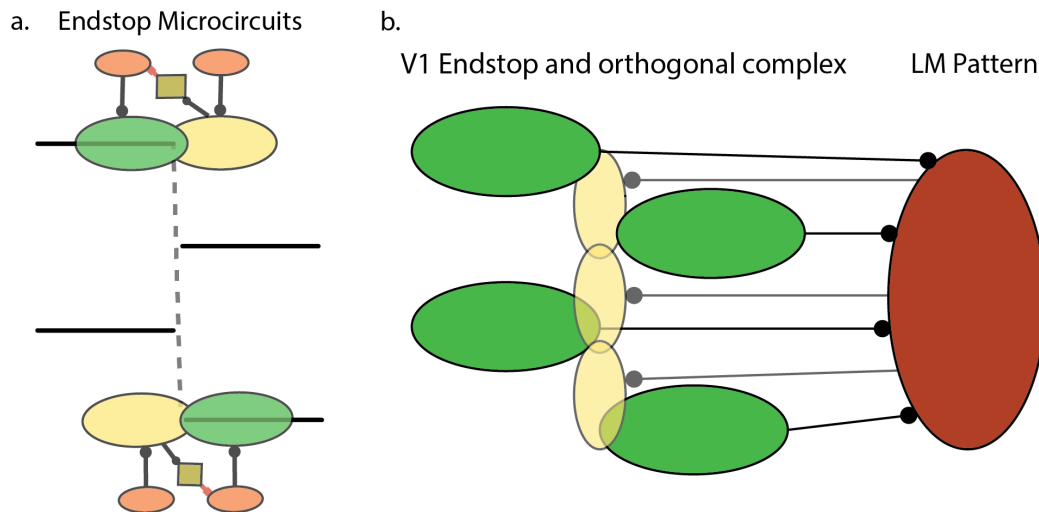 a.
Endstop Microcircuits
b.
V1 Endstop and orthogonal complex
LM Pattern